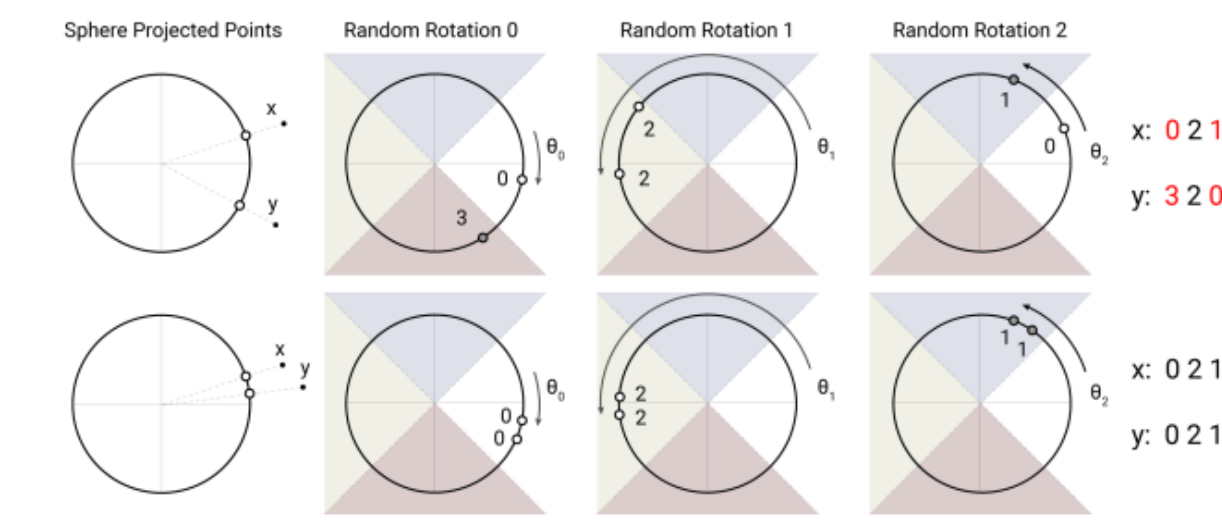 Sphere Projected Points
Random Rotation 0
Random Rotation 1
Random Rotation 2
x
y
0
3
θ0
2
2
θ1
1
0
θ2
x: 0 2 1
y: 3 2 0
x
y
0
0
θ0
2
2
θ1
1
1
θ2
x: 0 2 1
y: 0 2 1